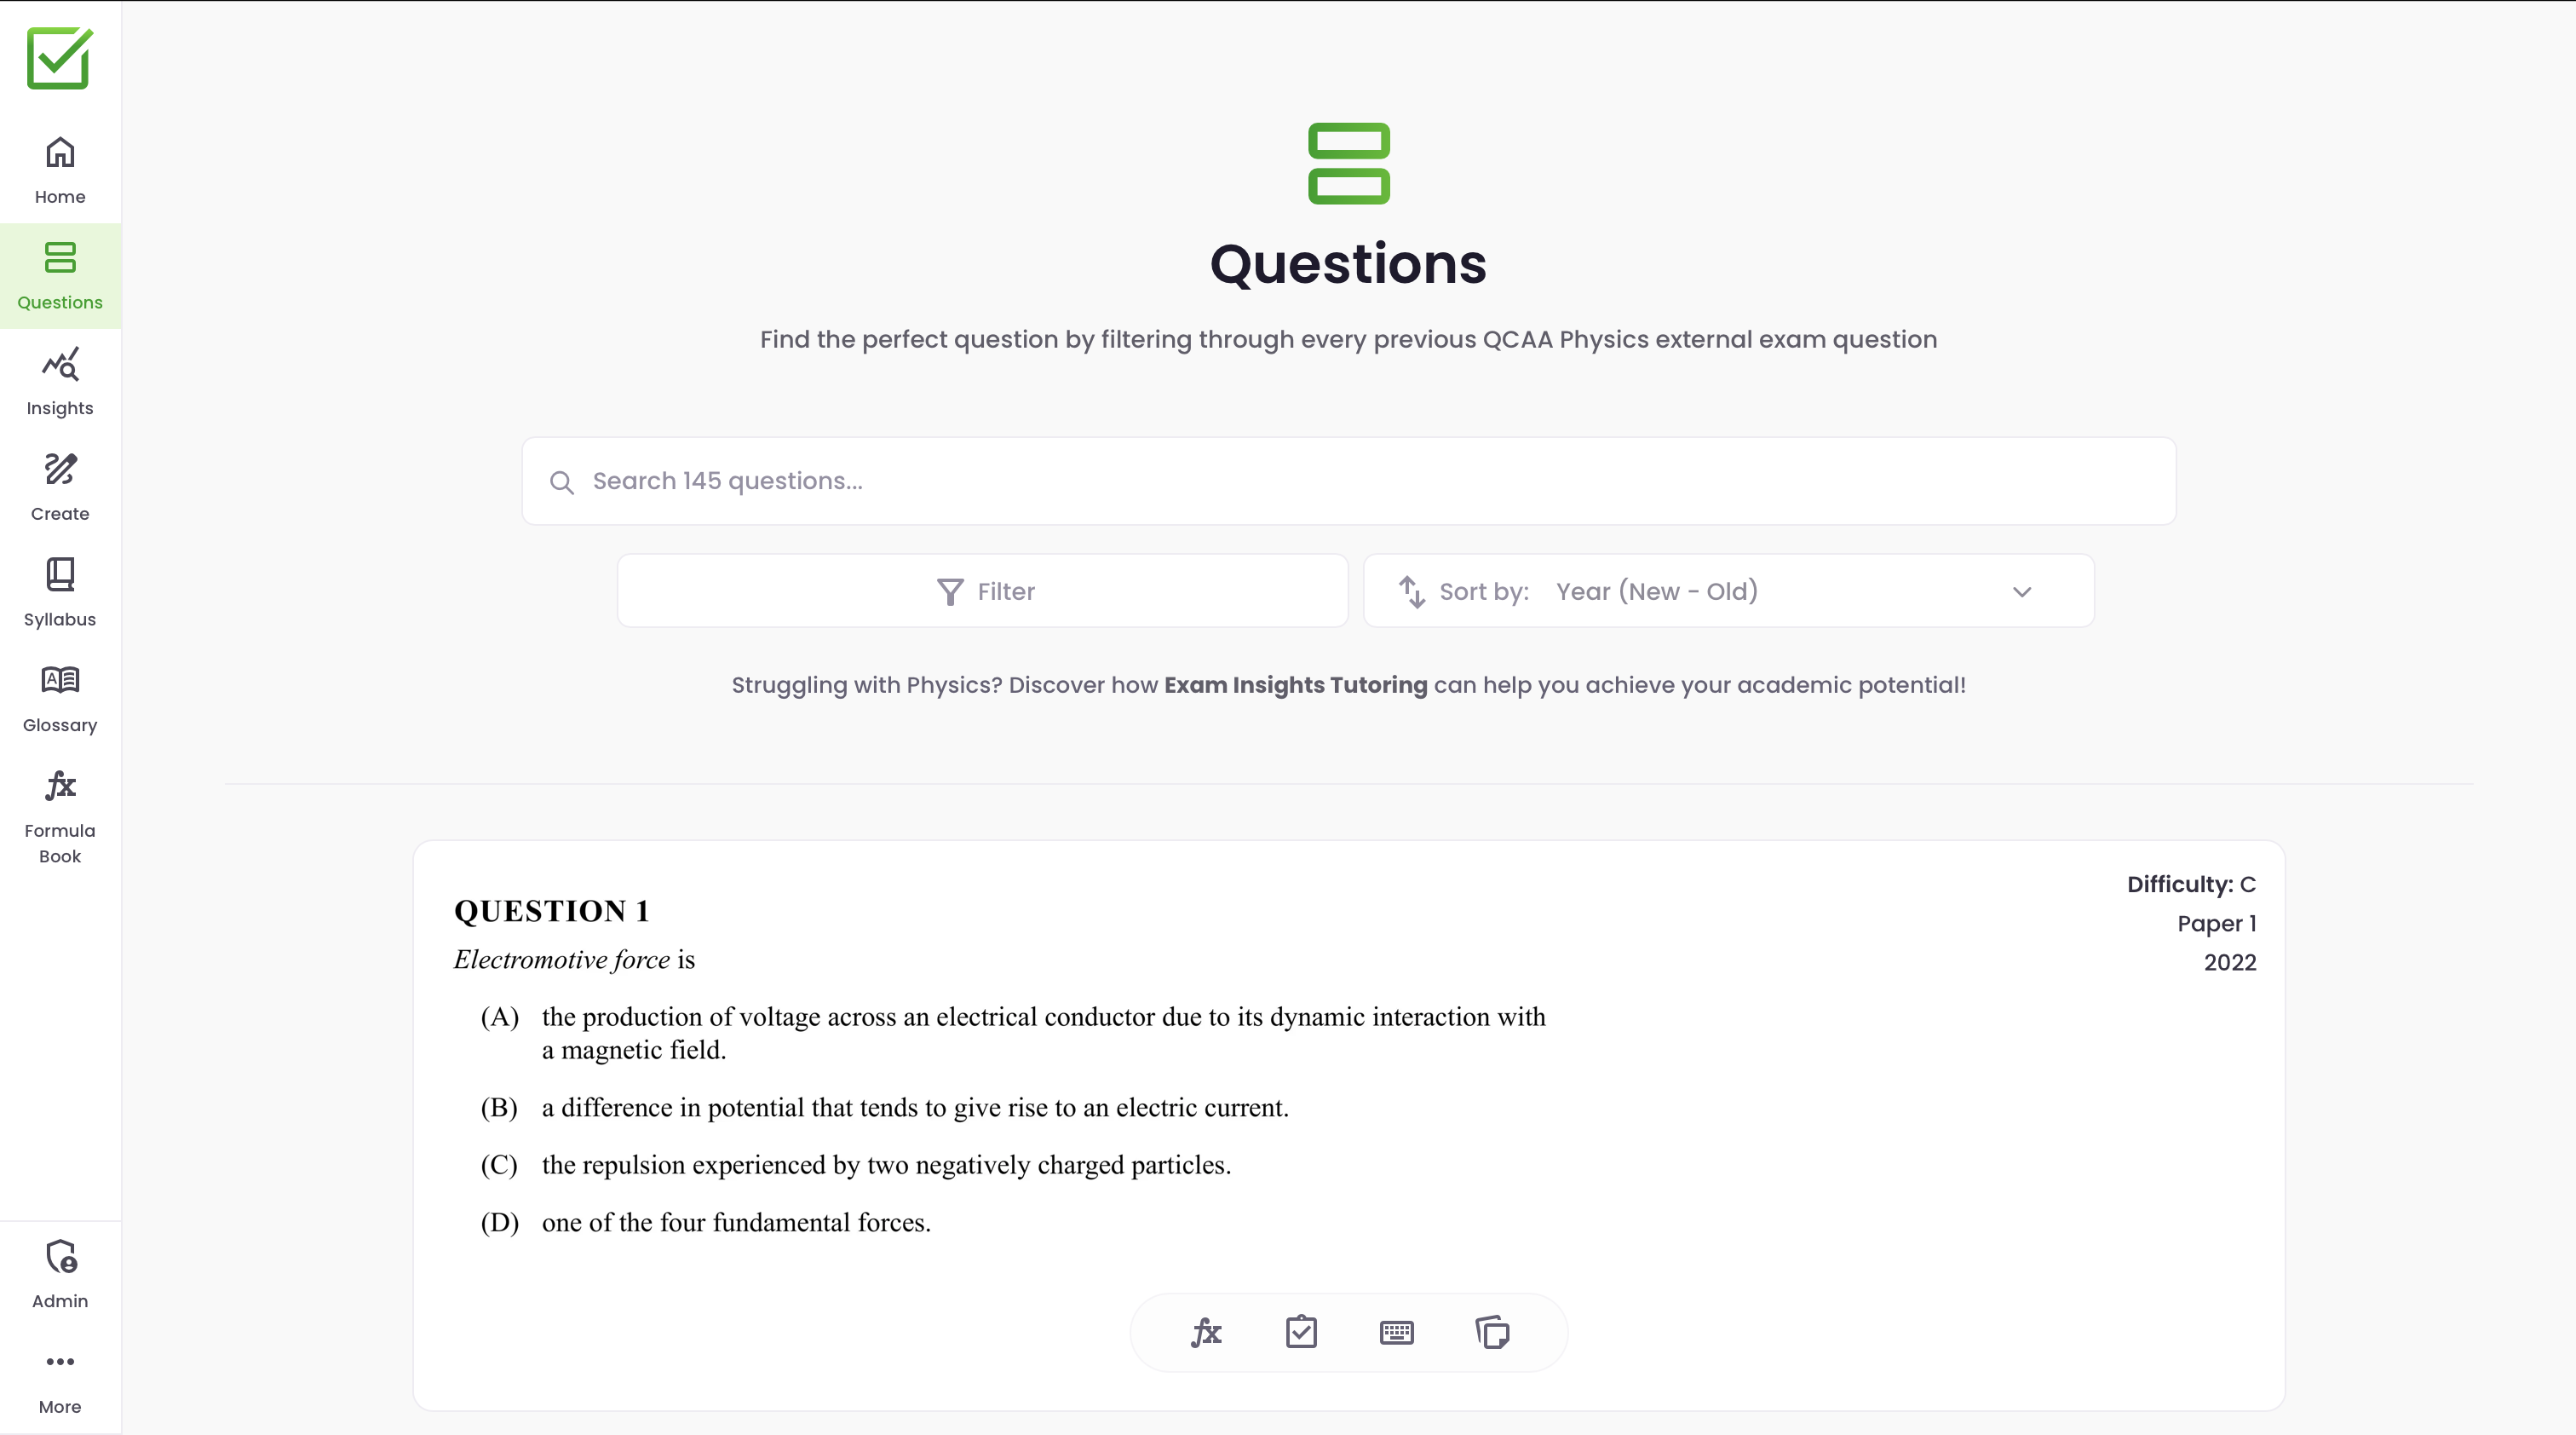 Home
Questions
Insights
Create
Syllabus
Glossary
Formula
Book
Admin
More
Questions
Find the perfect question by filtering through every previous QCAA Physics external exam question
Search 145 questions...
Filter
Sort by: Year (New - Old)
Struggling with Physics? Discover how Exam Insights Tutoring can help you achieve your academic potential!
Difficulty: C
Paper 1
2022
QUESTION 1
Electromotive force is
(A) the production of voltage across an electrical conductor due to its dynamic interaction with
a magnetic field.
(B) a difference in potential that tends to give rise to an electric current.
(C) the repulsion experienced by two negatively charged particles.
(D) one of the four fundamental forces.